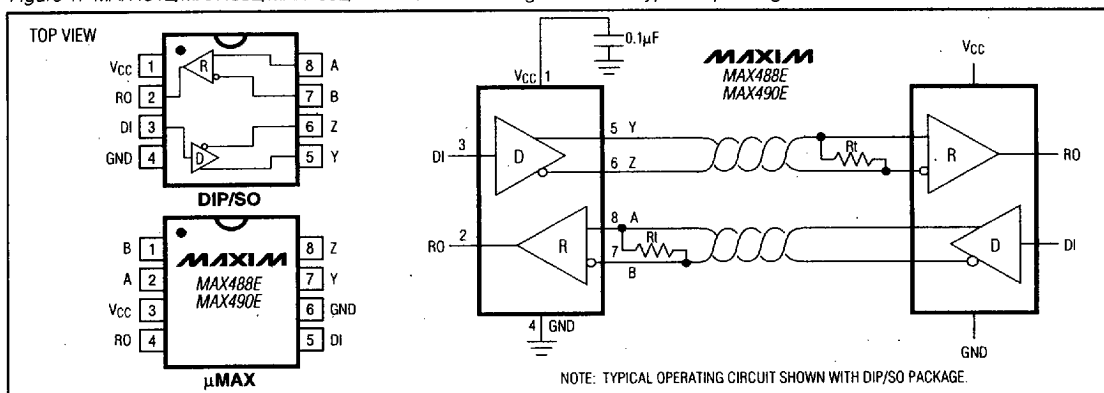 TOP VIEW
VCC 1
RO 2
DI 3
GND 4
8 A
7 B
6 Z
5 Y
R
D
DIP/SO
B 1
A 2
VCC 3
RO 4
8 Z
7 Y
6 GND
5 DI
MAXIM
MAX488E
MAX490E
µMAX
0.1µF
VCC 1
MAXIM
MAX488E
MAX490E
VCC
DI 3
D
5 Y
6 Z
Rt
R
RO
RO 2
R
8 A
7
B
Rt
D
DI
4 GND
GND
NOTE: TYPICAL OPERATING CIRCUIT SHOWN WITH DIP/SO PACKAGE.